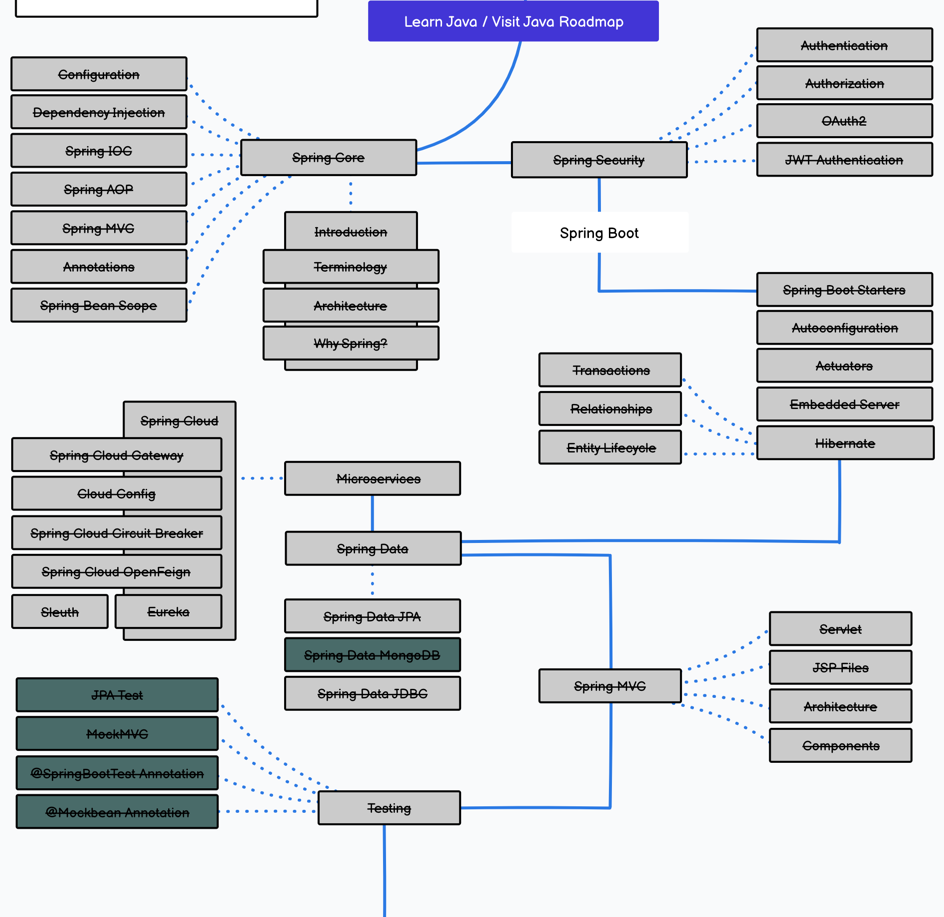 Learn Java / Visit Java Roadmap
Configuration
Dependency Injection
Spring IOC
Spring AOP
Spring MVC
Annotations
Spring Bean Scope
Spring Core
Introduction
Terminology
Architecture
Why Spring?
Spring Security
Authentication
Authorization
OAuth2
JWT Authentication
Spring Boot
Spring Boot Starters
Autoconfiguration
Actuators
Embedded Server
Hibernate
Transactions
Relationships
Entity Lifecycle
Spring Cloud
Spring Cloud Gateway
Cloud Config
Spring Cloud Circuit Breaker
Spring Cloud OpenFeign
Sleuth
Eureka
Microservices
Spring Data
Spring Data JPA
Spring Data MongoDB
Spring Data JDBC
Spring MVC
Servlet
JSP Files
Architecture
Components
JPA Test
MockMVC
@SpringBootTest Annotation
@Mockbean Annotation
Testing